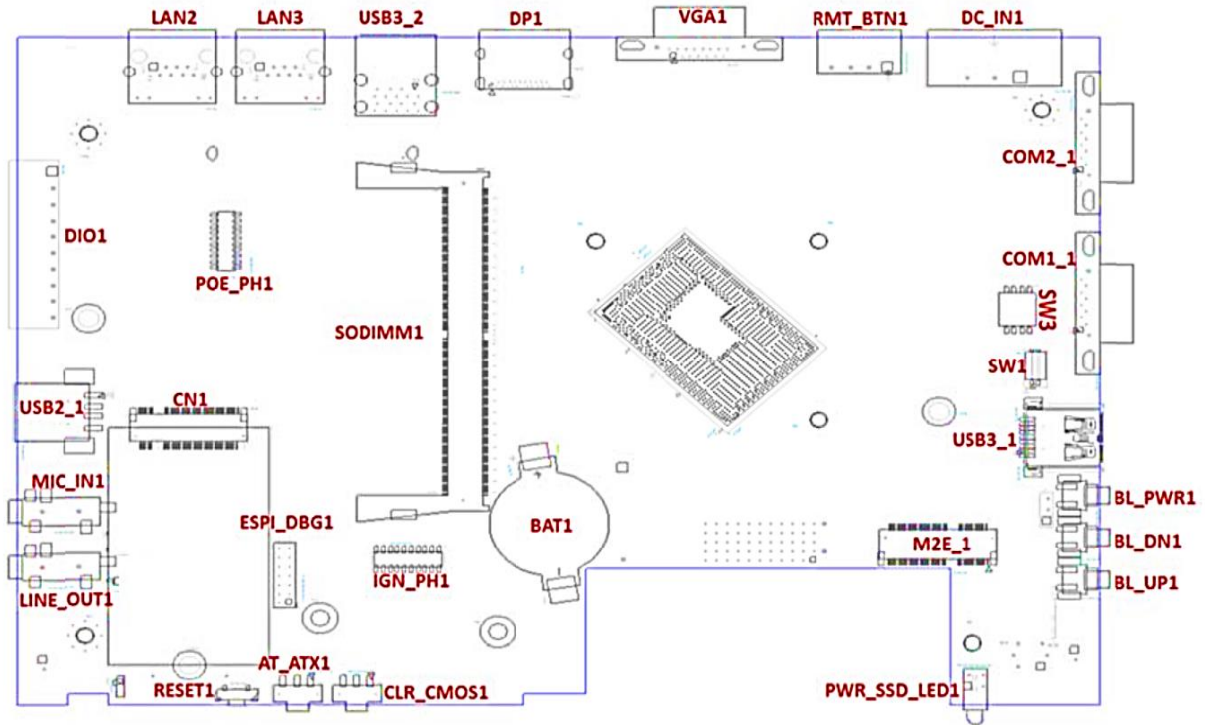 LAN2
LAN3
USB3_2
DP1
VGA1
RMT_BTN1
DC_IN1
COM2_1
DIO1
POE_PH1
COM1_1
SW3
SODIMM1
SW1
USB2_1
CN1
USB3_1
MIC_IN1
BL_PWR1
ESPI_DBG1
BAT1
BL_DN1
M2E_1
IGN_PH1
BL_UP1
LINE_OUT1
AT_ATX1
RESET1
CLR_CMOS1
PWR_SSD_LED1